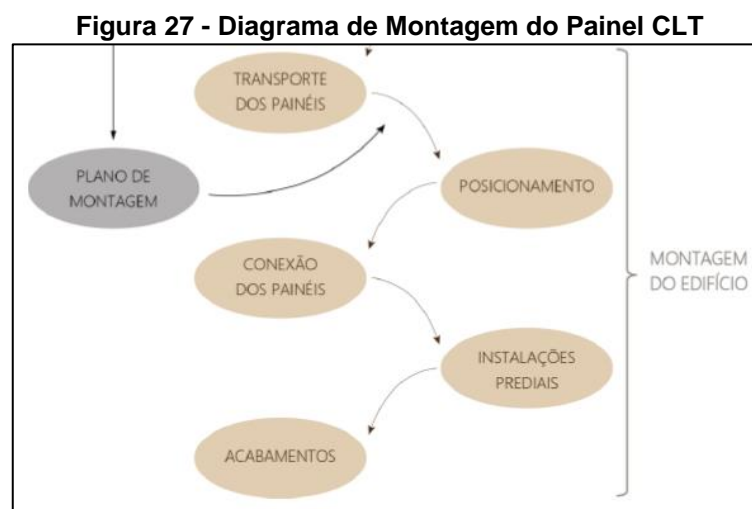 Figura 27 - Diagrama de Montagem do Painel CLT
TRANSPORTE
DOS PAINÉIS
PLANO DE
MONTAGEM
POSICIONAMENTO
CONEXÃO
DOS PAINÉIS
MONTAGEM
DO EDIFÍCIO
INSTALAÇÕES
PREDIAIS
ACABAMENTOS